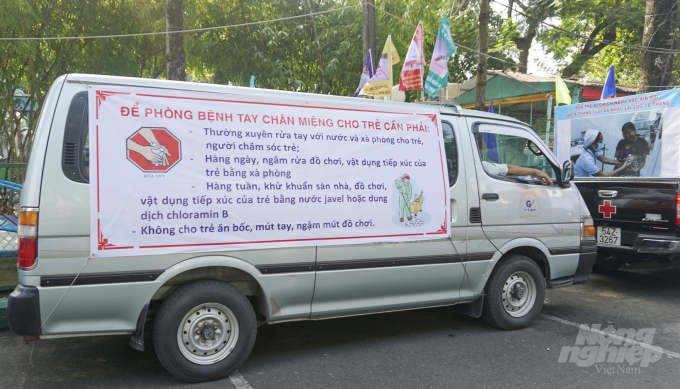 ĐỂ PHÒNG BỆNH TAY CHÂN MIỆNG CHO TRẺ CẦN PHẢI:
- Thường xuyên rửa tay với nước và xà phòng cho trẻ,
người chăm sóc trẻ;
- Hàng ngày, ngâm rửa đồ chơi, vật dụng tiếp xúc của
trẻ bằng xà phòng
- Hàng tuần, khử khuẩn sàn nhà, đồ chơi,
vật dụng tiếp xúc của trẻ bằng nước javel hoặc dung
dịch chloramin B
- Không cho trẻ ăn bốc, mút tay, ngậm mút đồ chơi.
54Z
3267
Nông
nghiệp
Việt Nam